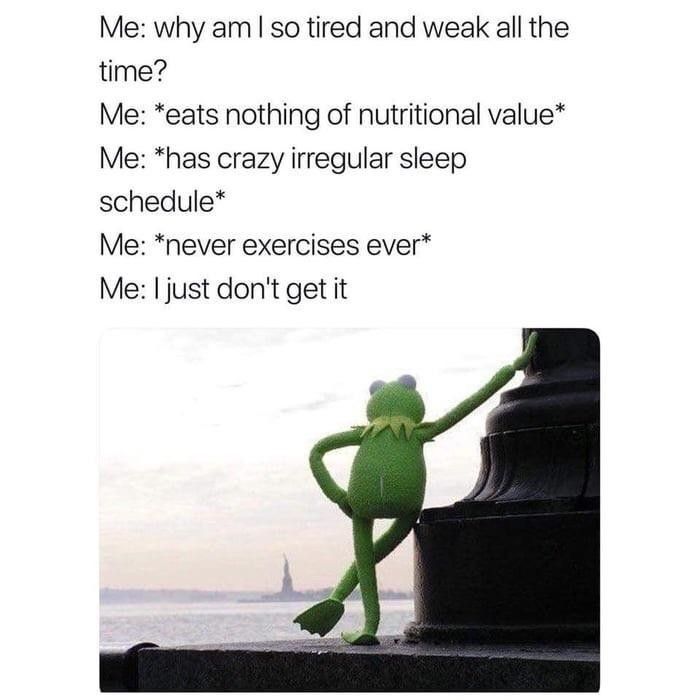 Me: why am I so tired and weak all the
time?
Me: *eats nothing of nutritional value*
Me: *has crazy irregular sleep
schedule*
Me: *never exercises ever*
Me: I just don't get it